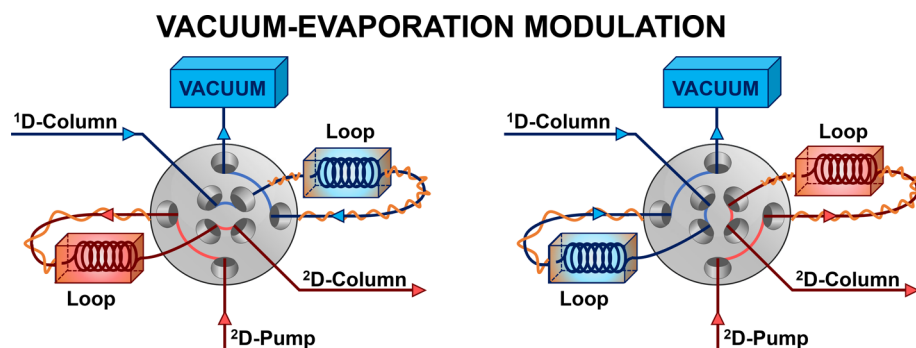 VACUUM-EVAPORATION MODULATION
VACUUM
¹D-Column
Loop
Loop
²D-Column
²D-Pump
VACUUM
¹D-Column
Loop
Loop
²D-Column
²D-Pump